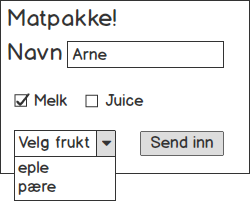 Matpakke!
Navn Arne
Melk Juice
Velg frukt Send inn
eple
pære